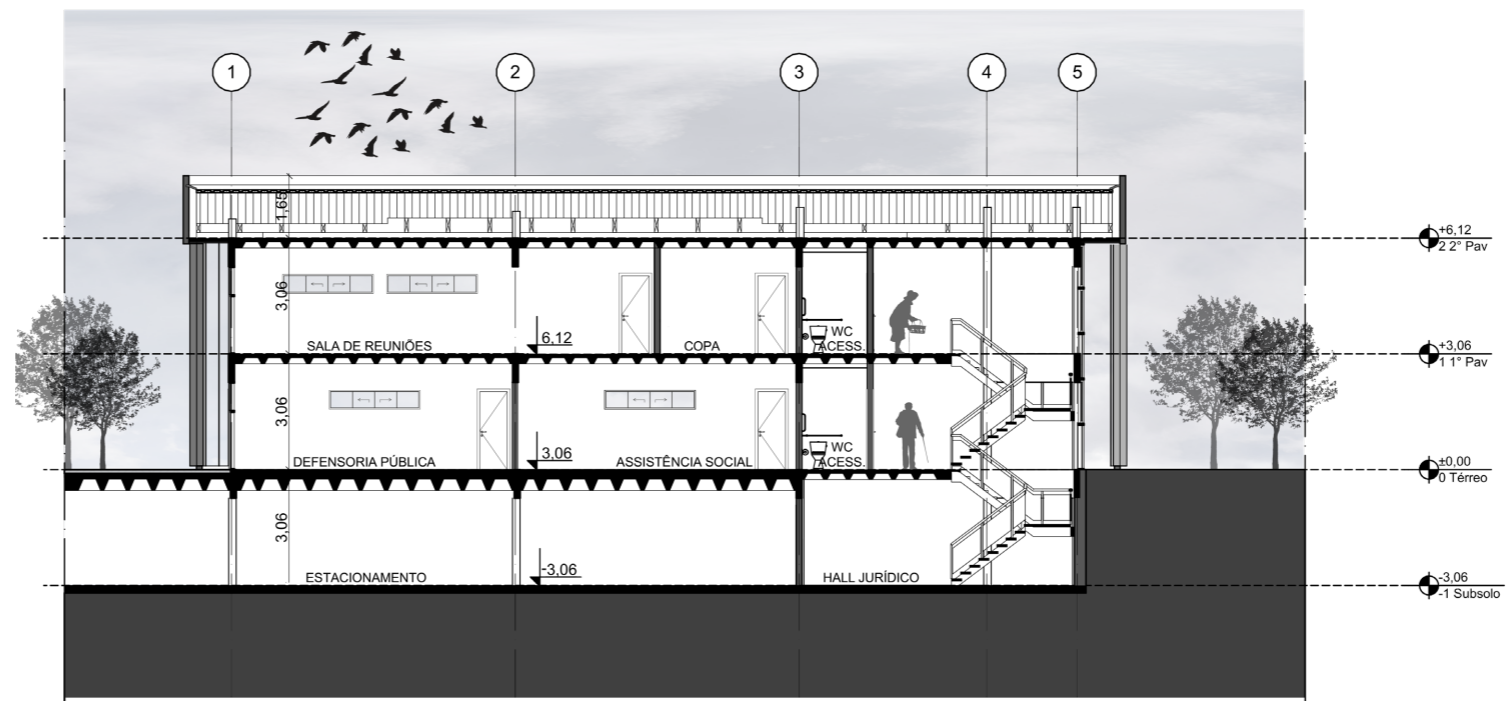 1
2
3
4
5
1,65
+6,12
2 2° Pav
3,06
SALA DE REUNIÕES
6,12
COPA
WC
ACESS.
+3,06
1 1° Pav
3,06
DEFENSORIA PÚBLICA
3,06
ASSISTÊNCIA SOCIAL
WC
ACESS.
±0,00
0 Térreo
3,06
ESTACIONAMENTO
-3,06
HALL JURÍDICO
-3,06
-1 Subsolo